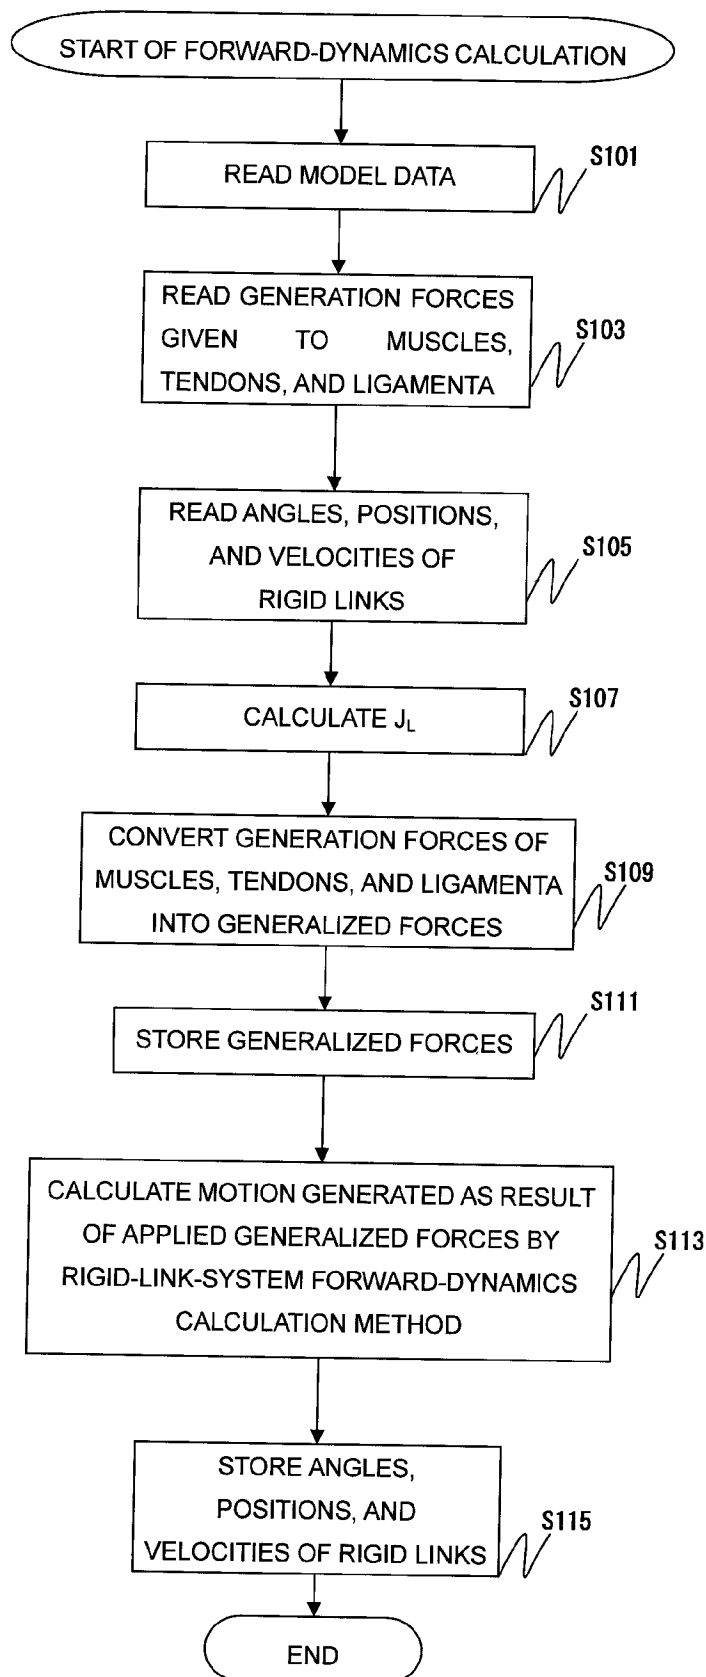 START OF FORWARD-DYNAMICS CALCULATION
READ MODEL DATA
S101
READ GENERATION FORCES
GIVEN TO MUSCLES,
TENDONS, AND LIGAMENTA
S103
READ ANGLES, POSITIONS,
AND VELOCITIES OF
RIGID LINKS
S105
CALCULATE JL
S107
CONVERT GENERATION FORCES OF
MUSCLES, TENDONS, AND LIGAMENTA
INTO GENERALIZED FORCES
S109
STORE GENERALIZED FORCES
S111
CALCULATE MOTION GENERATED AS RESULT
OF APPLIED GENERALIZED FORCES BY
RIGID-LINK-SYSTEM FORWARD-DYNAMICS
CALCULATION METHOD
S113
STORE ANGLES,
POSITIONS, AND
VELOCITIES OF RIGID LINKS
S115
END